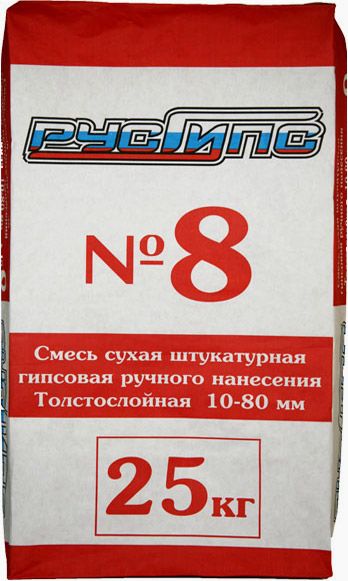 РУСГИПС
№8
Смесь сухая штукатурная
гипсовая ручного нанесения
Толстослойная 10-80 мм
25кг